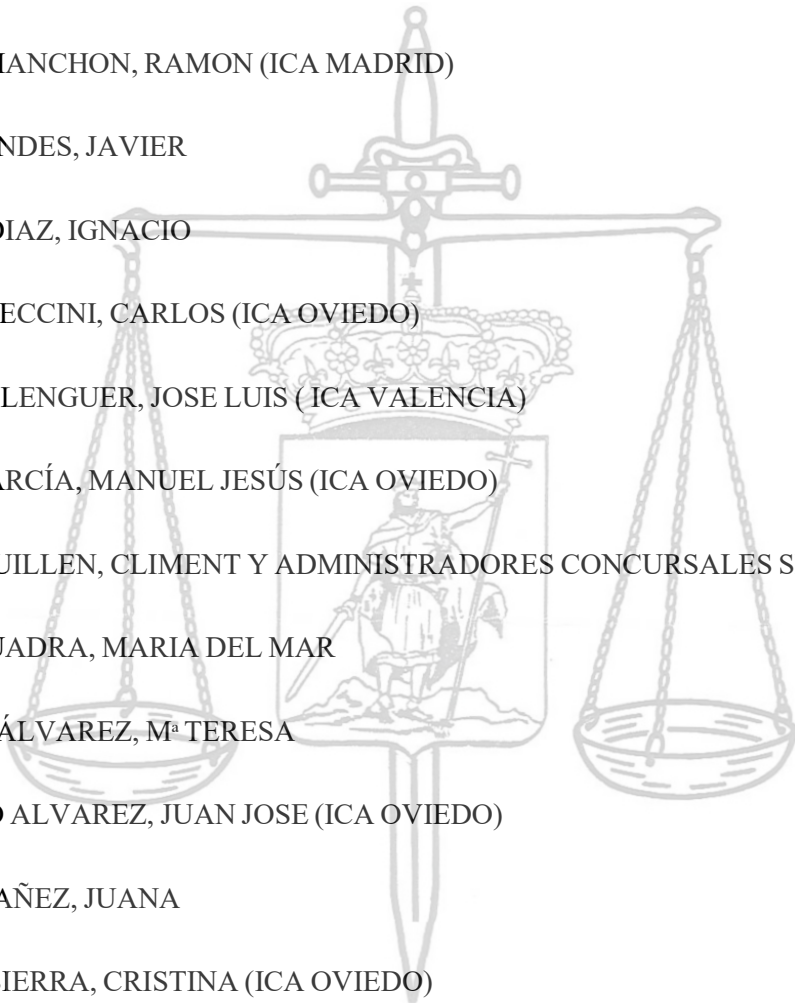 MANCHON, RAMON (ICA MADRID)
NDES, JAVIER
DIAZ, IGNACIO
ECCINI, CARLOS (ICA OVIEDO)
LENGUER, JOSE LUIS ( ICA VALENCIA)
ARCÍA, MANUEL JESÚS (ICA OVIEDO)
UILLEN, CLIMENT Y ADMINISTRADORES CONCURSALES S
UADRA, MARIA DEL MAR
ÁLVAREZ, Mª TERESA
ALVAREZ, JUAN JOSE (ICA OVIEDO)
AÑEZ, JUANA
SIERRA, CRISTINA (ICA OVIEDO)